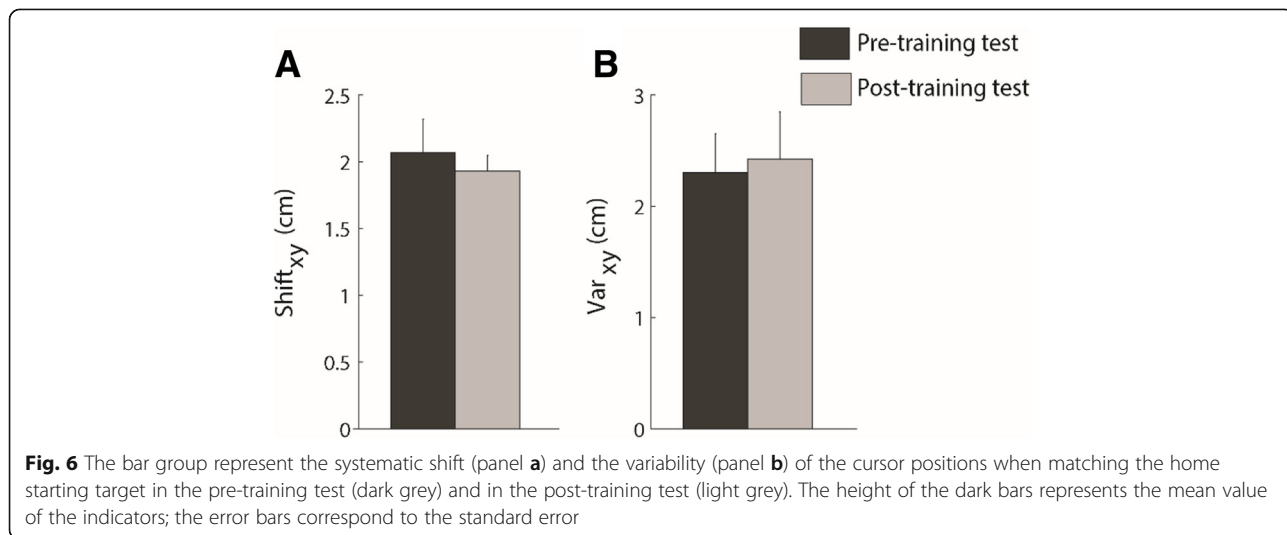 Pre-training test
Post-training test
A
2.5
2
1.5
1
0.5
0
Shift xy (cm)
B
3
2
1
0
Var xy (cm)
Fig. 6 The bar group represent the systematic shift (panel a) and the variability (panel b) of the cursor positions when matching the home
starting target in the pre-training test (dark grey) and in the post-training test (light grey). The height of the dark bars represents the mean value
of the indicators; the error bars correspond to the standard error